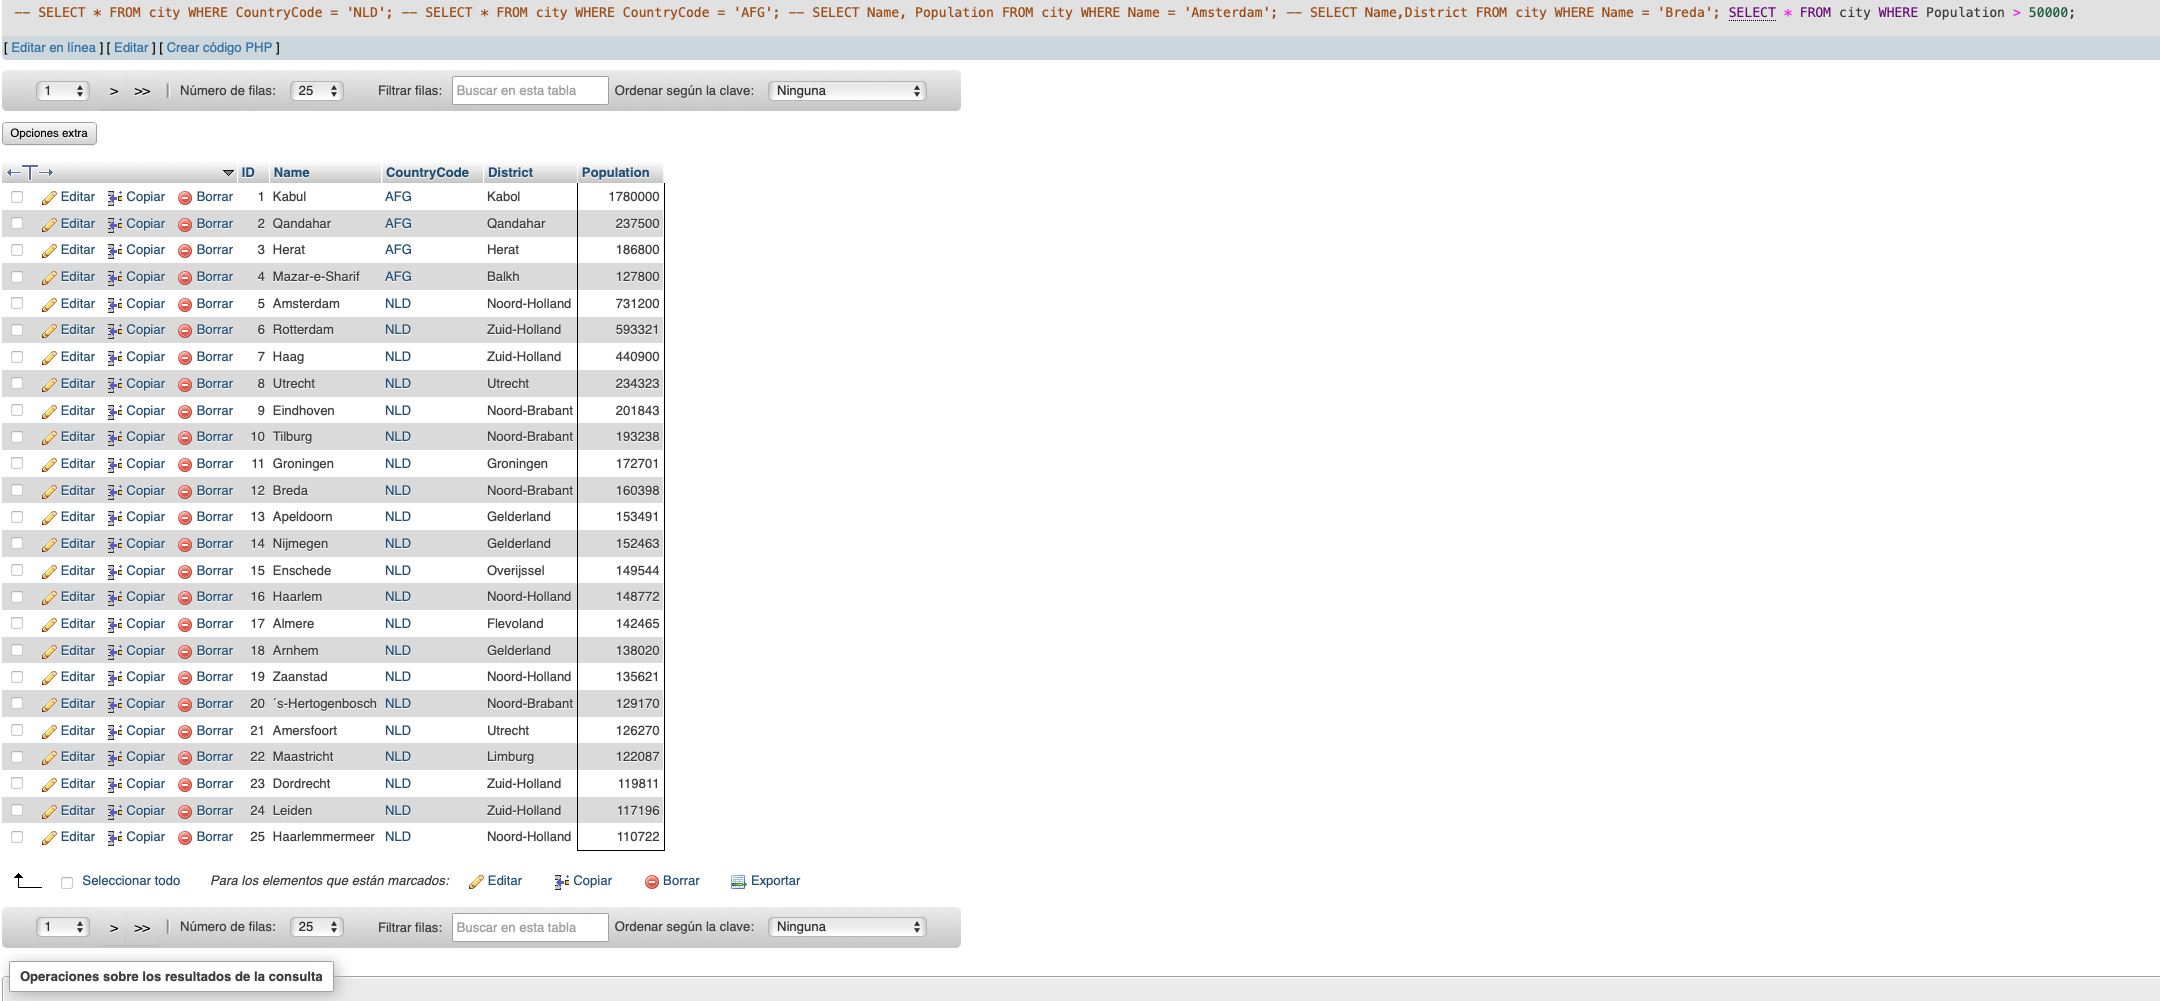 -- SELECT * FROM city WHERE CountryCode = 'NLD'; -- SELECT * FROM city WHERE CountryCode = 'AFG'; -- SELECT Name, Population FROM city WHERE Name = 'Amsterdam'; -- SELECT Name,District FROM city WHERE Name = 'Breda'; SELECT * FROM city WHERE Population > 50000;
[ Editar en línea ] [ Editar ] [ Crear código PHP ]
1 > >> | Número de filas: 25 Filtrar filas: Buscar en esta tabla Ordenar según la clave: Ninguna
Opciones extra
ID Name CountryCode District Population
Editar Copiar Borrar 1 Kabul AFG Kabol 1780000
Editar Copiar Borrar 2 Qandahar AFG Qandahar 237500
Editar Copiar Borrar 3 Herat AFG Herat 186800
Editar Copiar Borrar 4 Mazar-e-Sharif AFG Balkh 127800
Editar Copiar Borrar 5 Amsterdam NLD Noord-Holland 731200
Editar Copiar Borrar 6 Rotterdam NLD Zuid-Holland 593321
Editar Copiar Borrar 7 Haag NLD Zuid-Holland 440900
Editar Copiar Borrar 8 Utrecht NLD Utrecht 234323
Editar Copiar Borrar 9 Eindhoven NLD Noord-Brabant 201843
Editar Copiar Borrar 10 Tilburg NLD Noord-Brabant 193238
Editar Copiar Borrar 11 Groningen NLD Groningen 172701
Editar Copiar Borrar 12 Breda NLD Noord-Brabant 160398
Editar Copiar Borrar 13 Apeldoorn NLD Gelderland 153491
Editar Copiar Borrar 14 Nijmegen NLD Gelderland 152463
Editar Copiar Borrar 15 Enschede NLD Overijssel 149544
Editar Copiar Borrar 16 Haarlem NLD Noord-Holland 148772
Editar Copiar Borrar 17 Almere NLD Flevoland 142465
Editar Copiar Borrar 18 Arnhem NLD Gelderland 138020
Editar Copiar Borrar 19 Zaanstad NLD Noord-Holland 135621
Editar Copiar Borrar 20 ´s-Hertogenbosch NLD Noord-Brabant 129170
Editar Copiar Borrar 21 Amersfoort NLD Utrecht 126270
Editar Copiar Borrar 22 Maastricht NLD Limburg 122087
Editar Copiar Borrar 23 Dordrecht NLD Zuid-Holland 119811
Editar Copiar Borrar 24 Leiden NLD Zuid-Holland 117196
Editar Copiar Borrar 25 Haarlemmermeer NLD Noord-Holland 110722
Seleccionar todo Para los elementos que están marcados: Editar Copiar Borrar Exportar
1 > >> | Número de filas: 25 Filtrar filas: Buscar en esta tabla Ordenar según la clave: Ninguna
Operaciones sobre los resultados de la consulta